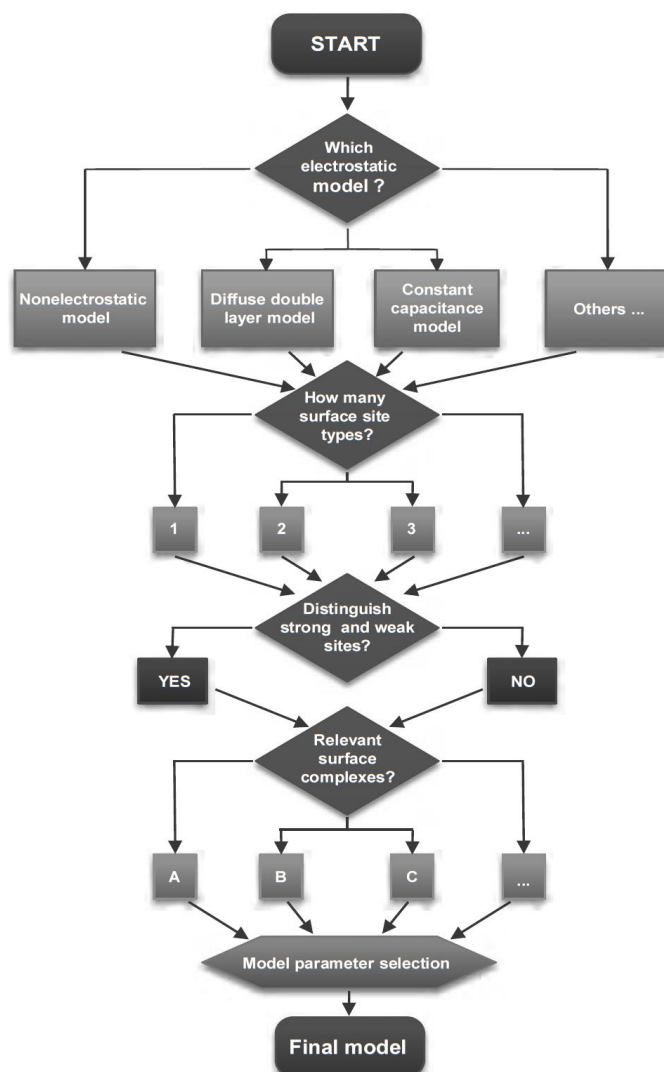 START
Which
electrostatic
model ?
Nonelectrostatic
model
Diffuse double
layer model
Constant
capacitance
model
Others ...
How many
surface site
types?
1
2
3
...
Distinguish
strong and weak
sites?
YES
NO
Relevant
surface
complexes?
A
B
C
...
Model parameter selection
Final model